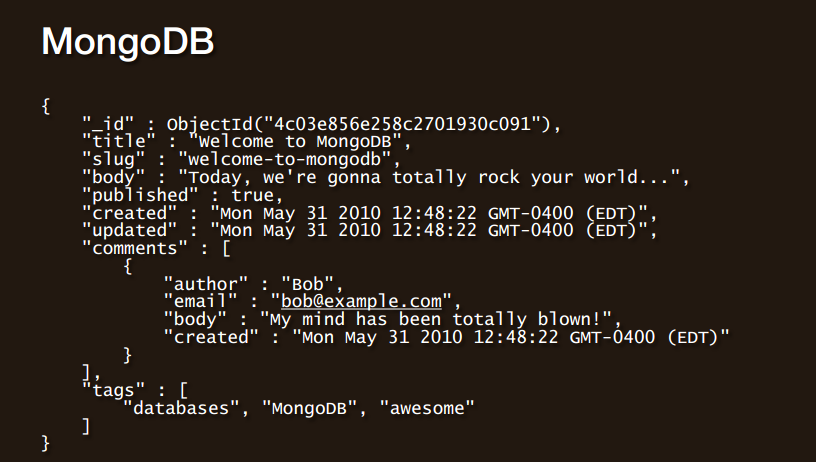 MongoDB
{
    "_id" : ObjectId("4c03e856e258c2701930c091"),
    "title" : "Welcome to MongoDB",
    "slug" : "welcome-to-mongodb",
    "body" : "Today, we're gonna totally rock your world...",
    "published" : true,
    "created" : "Mon May 31 2010 12:48:22 GMT-0400 (EDT)",
    "updated" : "Mon May 31 2010 12:48:22 GMT-0400 (EDT)",
    "comments" : [
        {
            "author" : "Bob",
            "email" : "bob@example.com",
            "body" : "My mind has been totally blown!",
            "created" : "Mon May 31 2010 12:48:22 GMT-0400 (EDT)"
        }
    ],
    "tags" : [
        "databases", "MongoDB", "awesome"
    ]
}